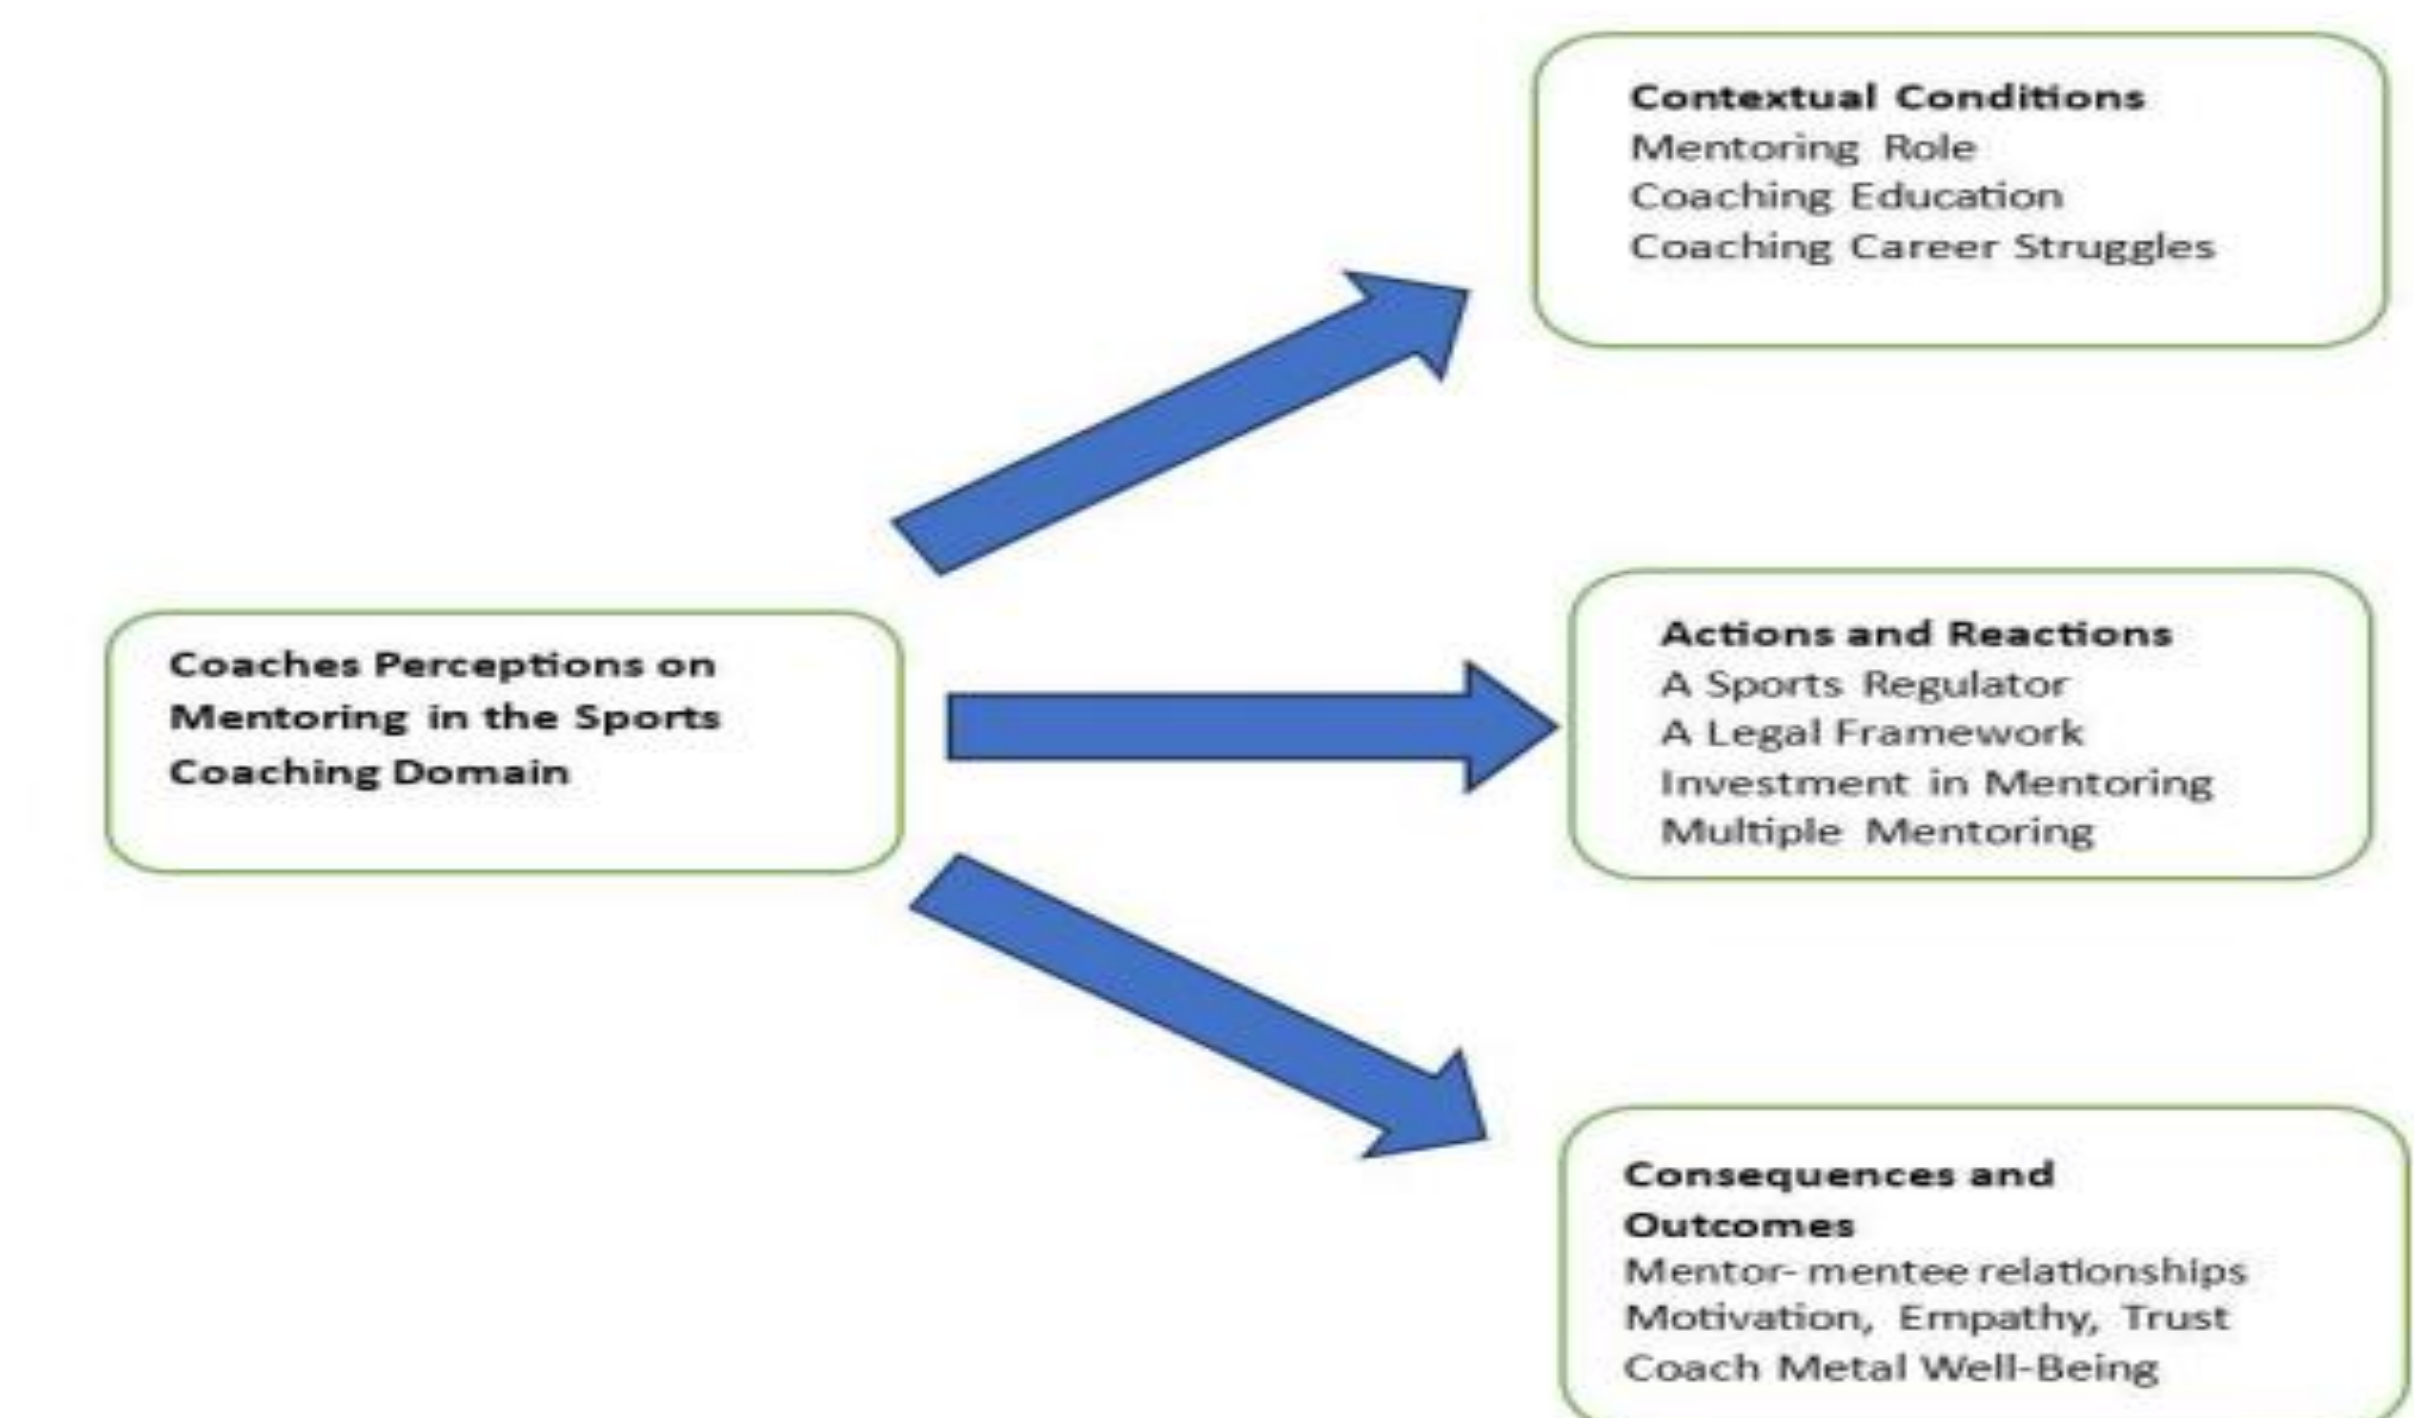 Contextual Conditions
Mentoring Role
Coaching Education
Coaching Career Struggles
Coaches Perceptions on
Mentoring in the Sports
Coaching Domain
Actions and Reactions
A Sports Regulator
A Legal Framework
Investment in Mentoring
Multiple Mentoring
Consequences and
Outcomes
Mentor- mentee relationships
Motivation, Empathy, Trust
Coach Metal Well-Being